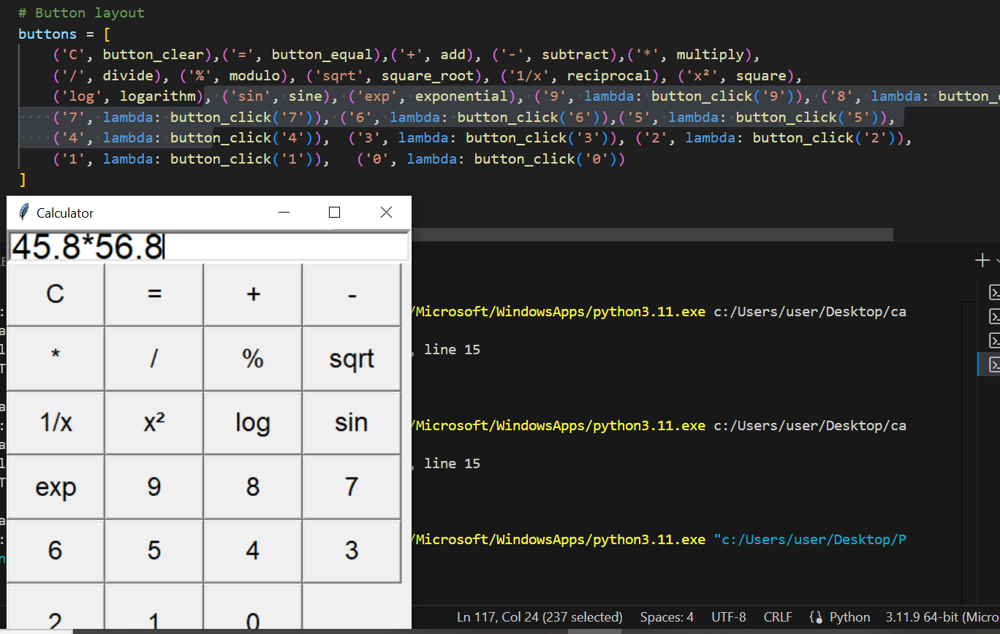 # Button layout
buttons = [
('C', button_clear),('=', button_equal),('+', add), ('-', subtract),('*', multiply),
('/', divide), ('%', modulo), ('sqrt', square_root), ('1/x', reciprocal), ('x²', square),
('log', logarithm), ('sin', sine), ('exp', exponential), ('9', lambda: button_click('9')), ('8', lambda: button_
('7', lambda: button_click('7')), ('6', lambda: button_click('6')),('5', lambda: button_click('5')),
('4', lambda: button_click('4')), ('3', lambda: button_click('3')), ('2', lambda: button_click('2')),
('1', lambda: button_click('1')), ('0', lambda: button_click('0'))
]
Calculator
45.8*56.8
C = + -
* / % sqrt
1/x x² log sin
exp 9 8 7
6 5 4 3
2 1 0
/Microsoft/WindowsApps/python3.11.exe c:/Users/user/Desktop/ca
, line 15
/Microsoft/WindowsApps/python3.11.exe c:/Users/user/Desktop/ca
, line 15
/Microsoft/WindowsApps/python3.11.exe "c:/Users/user/Desktop/P
Ln 117, Col 24 (237 selected) Spaces: 4 UTF-8 CRLF {} Python 3.11.9 64-bit (Micro